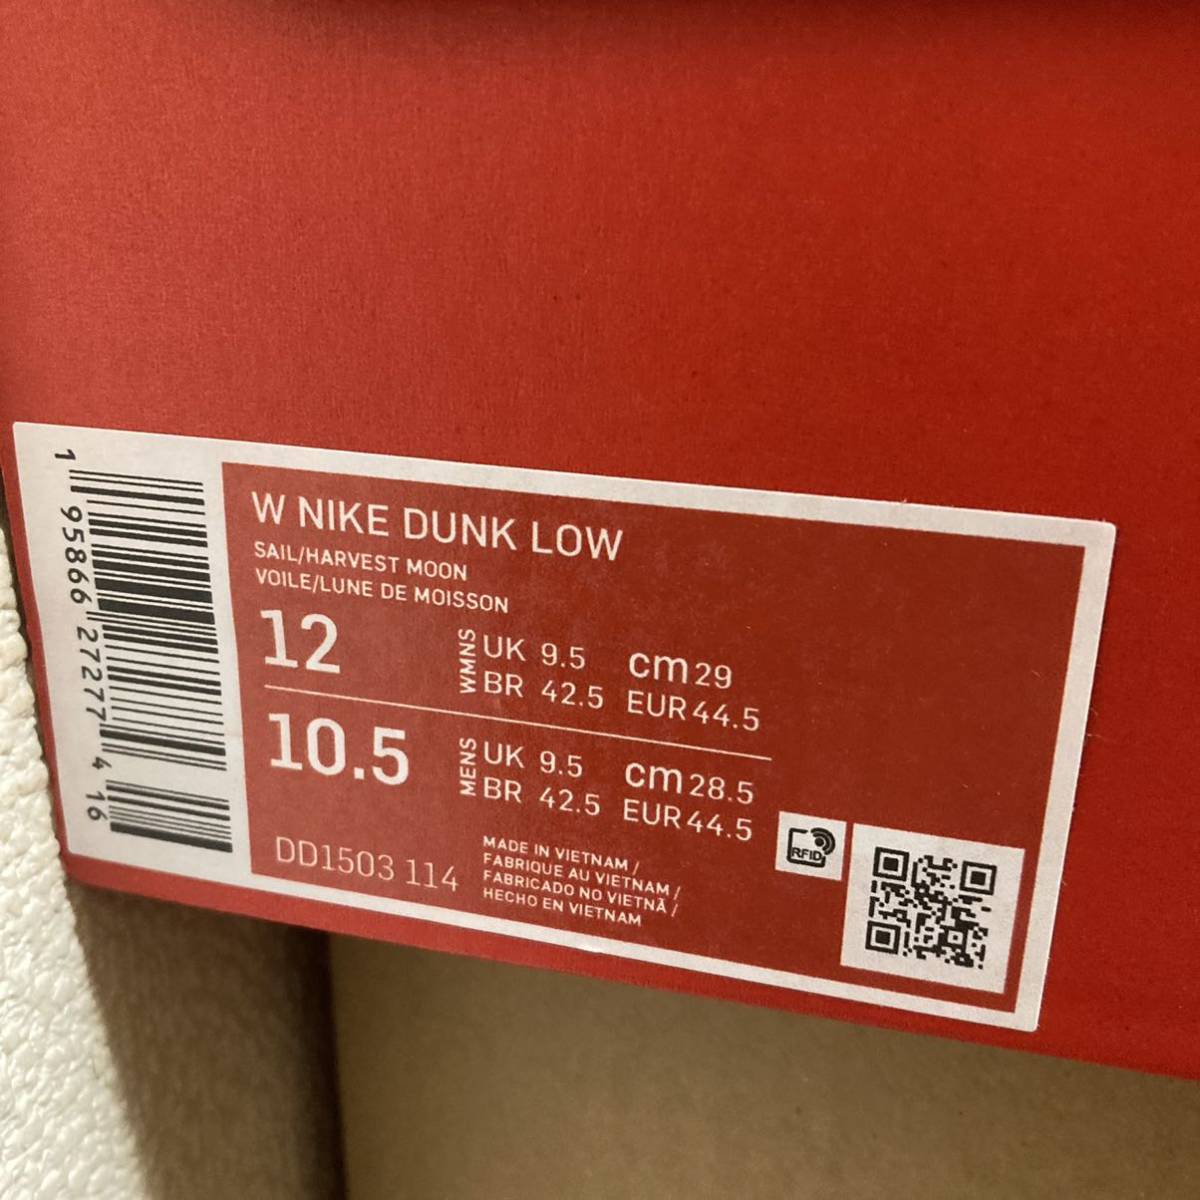 W NIKE DUNK LOW
SAIL/HARVEST MOON
VOILE/LUNE DE MOISSON
12
WMNS
UK 9.5 cm 29
BR 42.5 EUR 44.5
10.5
MENS
UK 9.5 cm 28.5
BR 42.5 EUR 44.5
DD1503 114
MADE IN VIETNAM /
FABRIQUE AU VIETNAM /
FABRICADO NO VIETNÃ /
HECHO EN VIETNAM
RFID
1 95866 27277 4 16